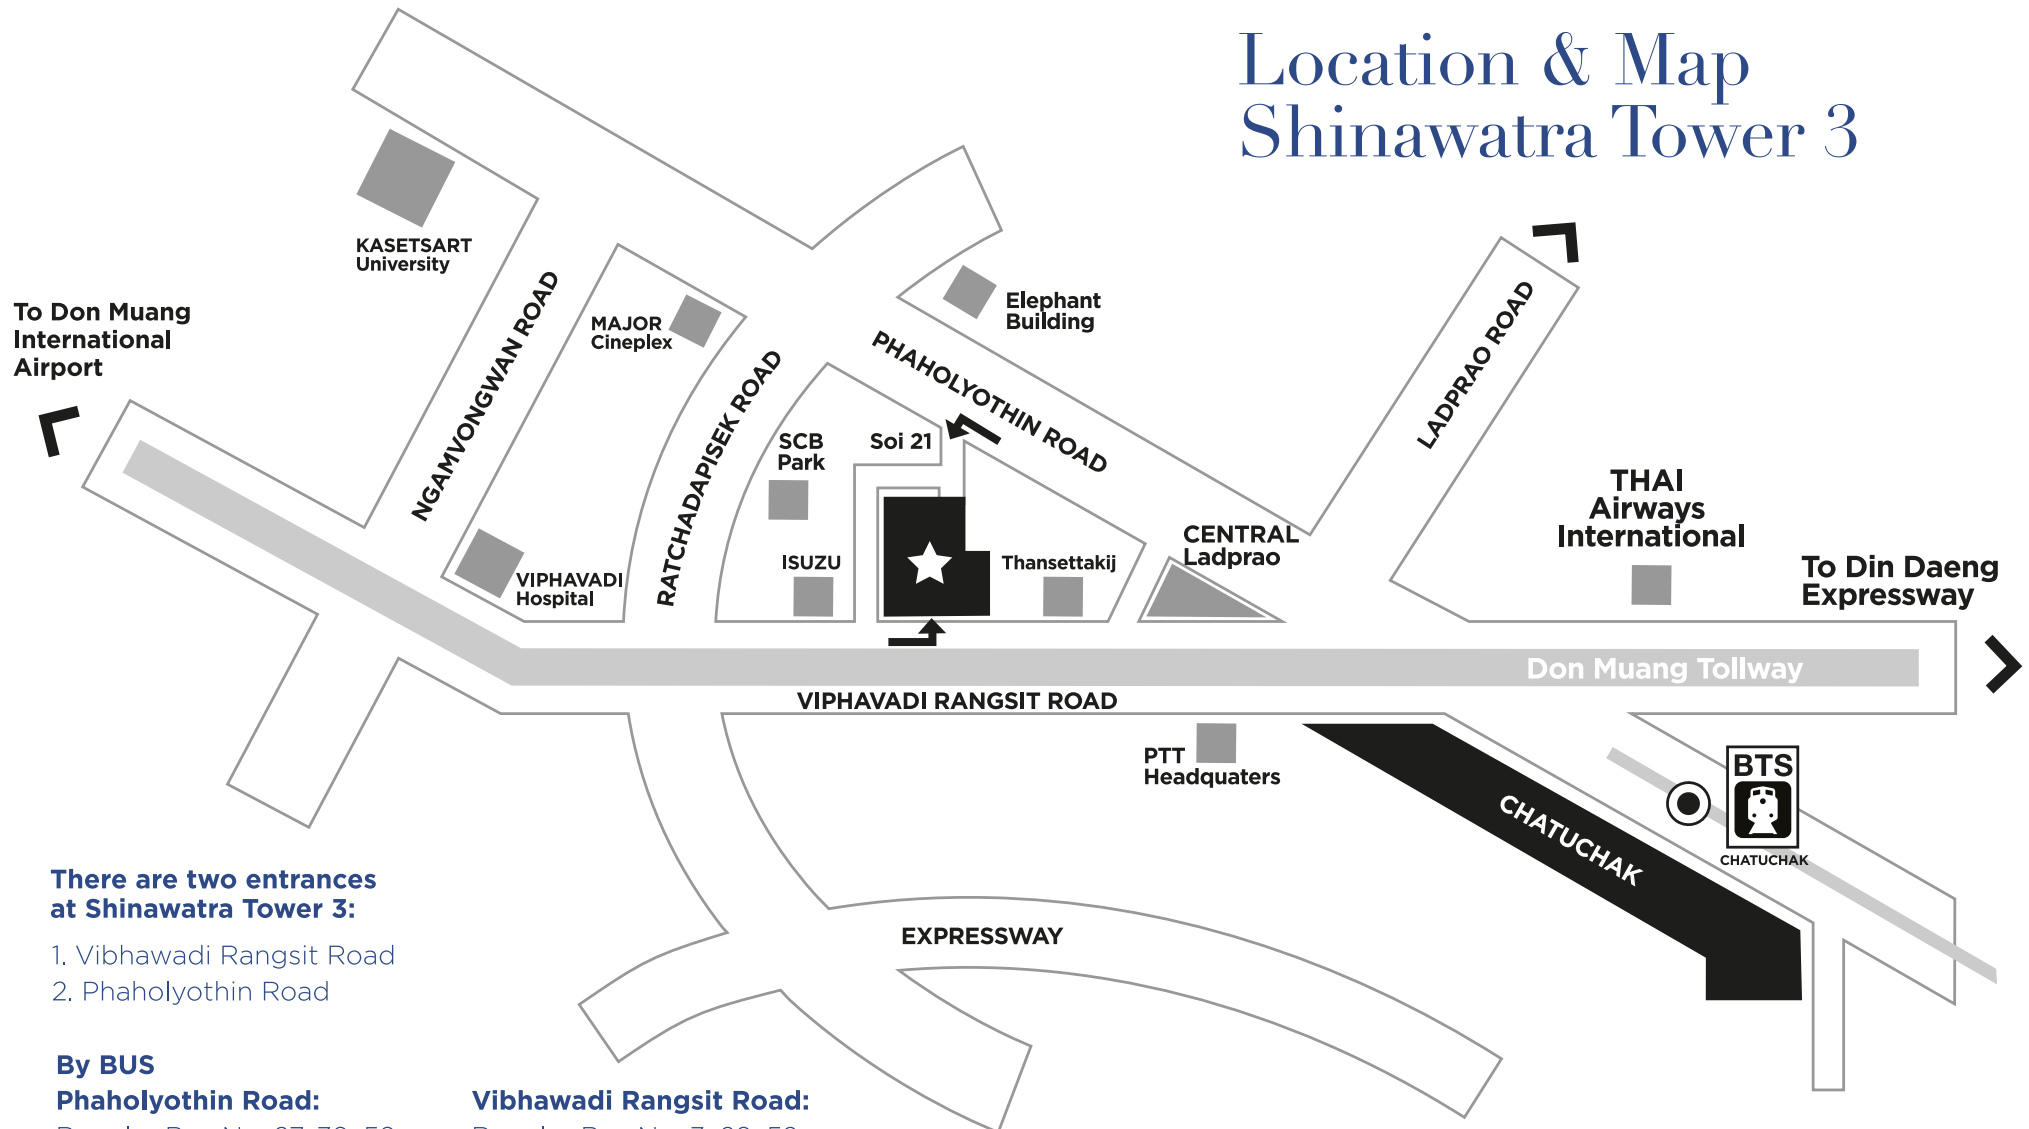 Location & Map
Shinawatra Tower 3
KASETSART
University
To Don Muang
International
Airport
NGAMVONGWAN ROAD
MAJOR
Cineplex
RATCHADAPISEK ROAD
Elephant
Building
PHAHOLYOTHIN ROAD
LADPRAO ROAD
SCB
Park
Soi 21
THAI
Airways
International
CENTRAL
Ladprao
ISUZU
Thansettakij
VIPHAVADI
Hospital
To Din Daeng
Expressway
Don Muang Tollway
VIPHAVADI RANGSIT ROAD
PTT
Headquaters
BTS
CHATUCHAK
CHATUCHAK
EXPRESSWAY
There are two entrances
at Shinawatra Tower 3:
1. Vibhawadi Rangsit Road
2. Phaholyothin Road
By BUS
Phaholyothin Road:
Vibhawadi Rangsit Road: